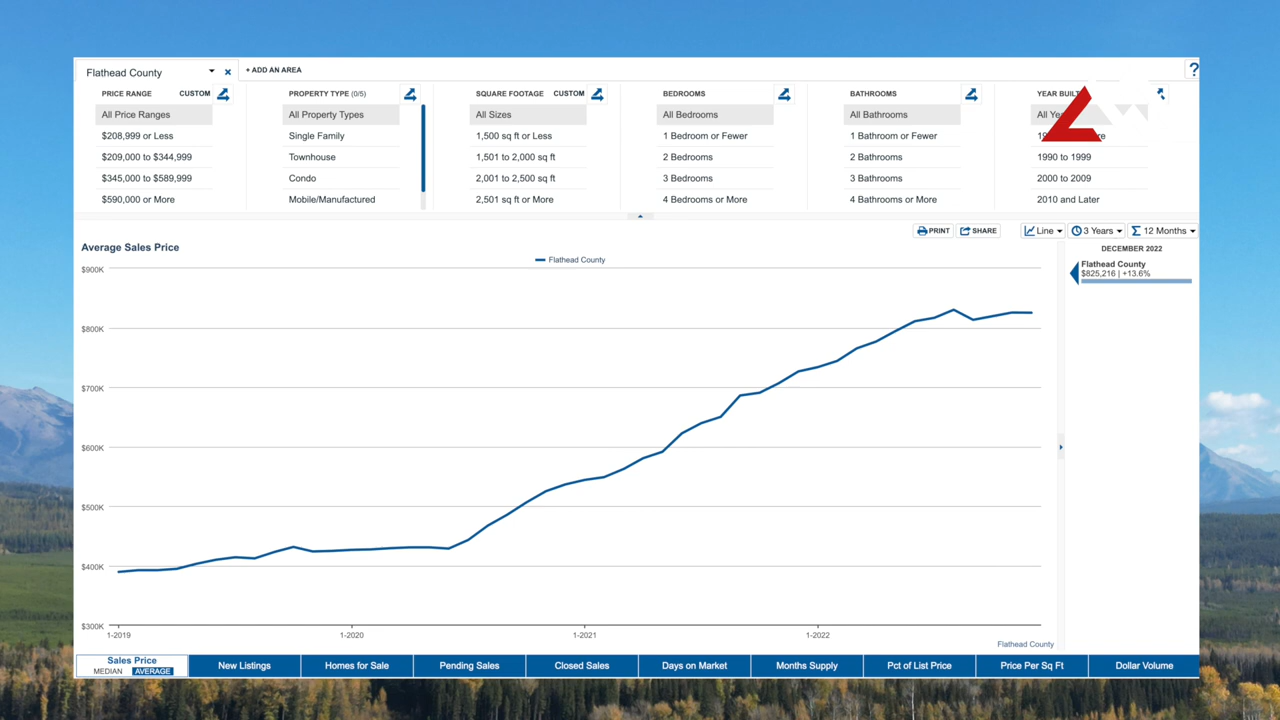 Flathead County
+ ADD AN AREA
?
PRICE RANGE CUSTOM
All Price Ranges
$208,999 or Less
$209,000 to $344,999
$345,000 to $589,999
$590,000 or More
PROPERTY TYPE (0/5)
All Property Types
Single Family
Townhouse
Condo
Mobile/Manufactured
SQUARE FOOTAGE CUSTOM
All Sizes
1,500 sq ft or Less
1,501 to 2,000 sq ft
2,001 to 2,500 sq ft
2,501 sq ft or More
BEDROOMS
All Bedrooms
1 Bedroom or Fewer
2 Bedrooms
3 Bedrooms
4 Bedrooms or More
BATHROOMS
All Bathrooms
1 Bathroom or Fewer
2 Bathrooms
3 Bathrooms
4 Bathrooms or More
YEAR BUILT
All
1990 to 1999
2000 to 2009
2010 and Later
PRINT SHARE Line 3 Years 12 Months
Average Sales Price
Flathead County
DECEMBER 2022
Flathead County
$825,216 | +13.6%
$900K
$800K
$700K
$600K
$500K
$400K
$300K
1-2019 1-2020 1-2021 1-2022
Flathead County
Sales Price
MEDIAN AVERAGE
New Listings
Homes for Sale
Pending Sales
Closed Sales
Days on Market
Months Supply
Pct of List Price
Price Per Sq Ft
Dollar Volume